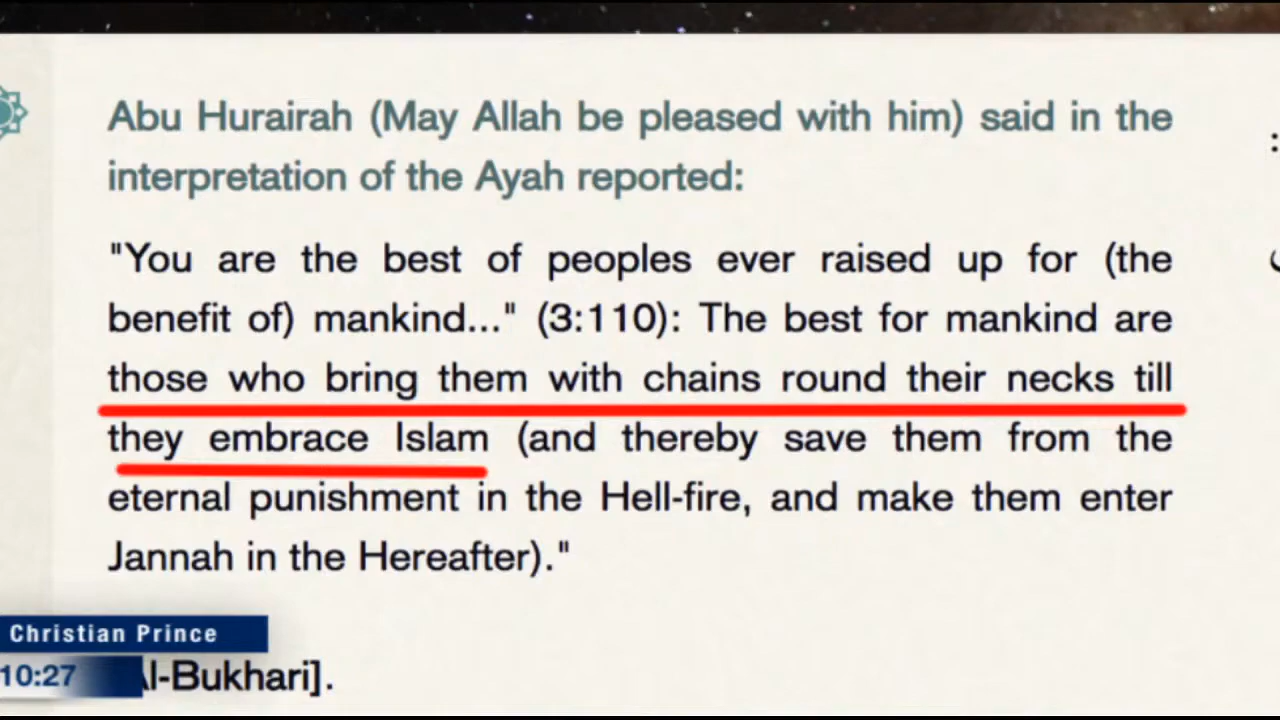 Abu Hurairah (May Allah be pleased with him) said in the
interpretation of the Ayah reported:
"You are the best of peoples ever raised up for (the
benefit of) mankind..." (3:110): The best for mankind are
those who bring them with chains round their necks till
they embrace Islam (and thereby save them from the
eternal punishment in the Hell-fire, and make them enter
Jannah in the Hereafter)."
Christian Prince
10:27
Al-Bukhari].